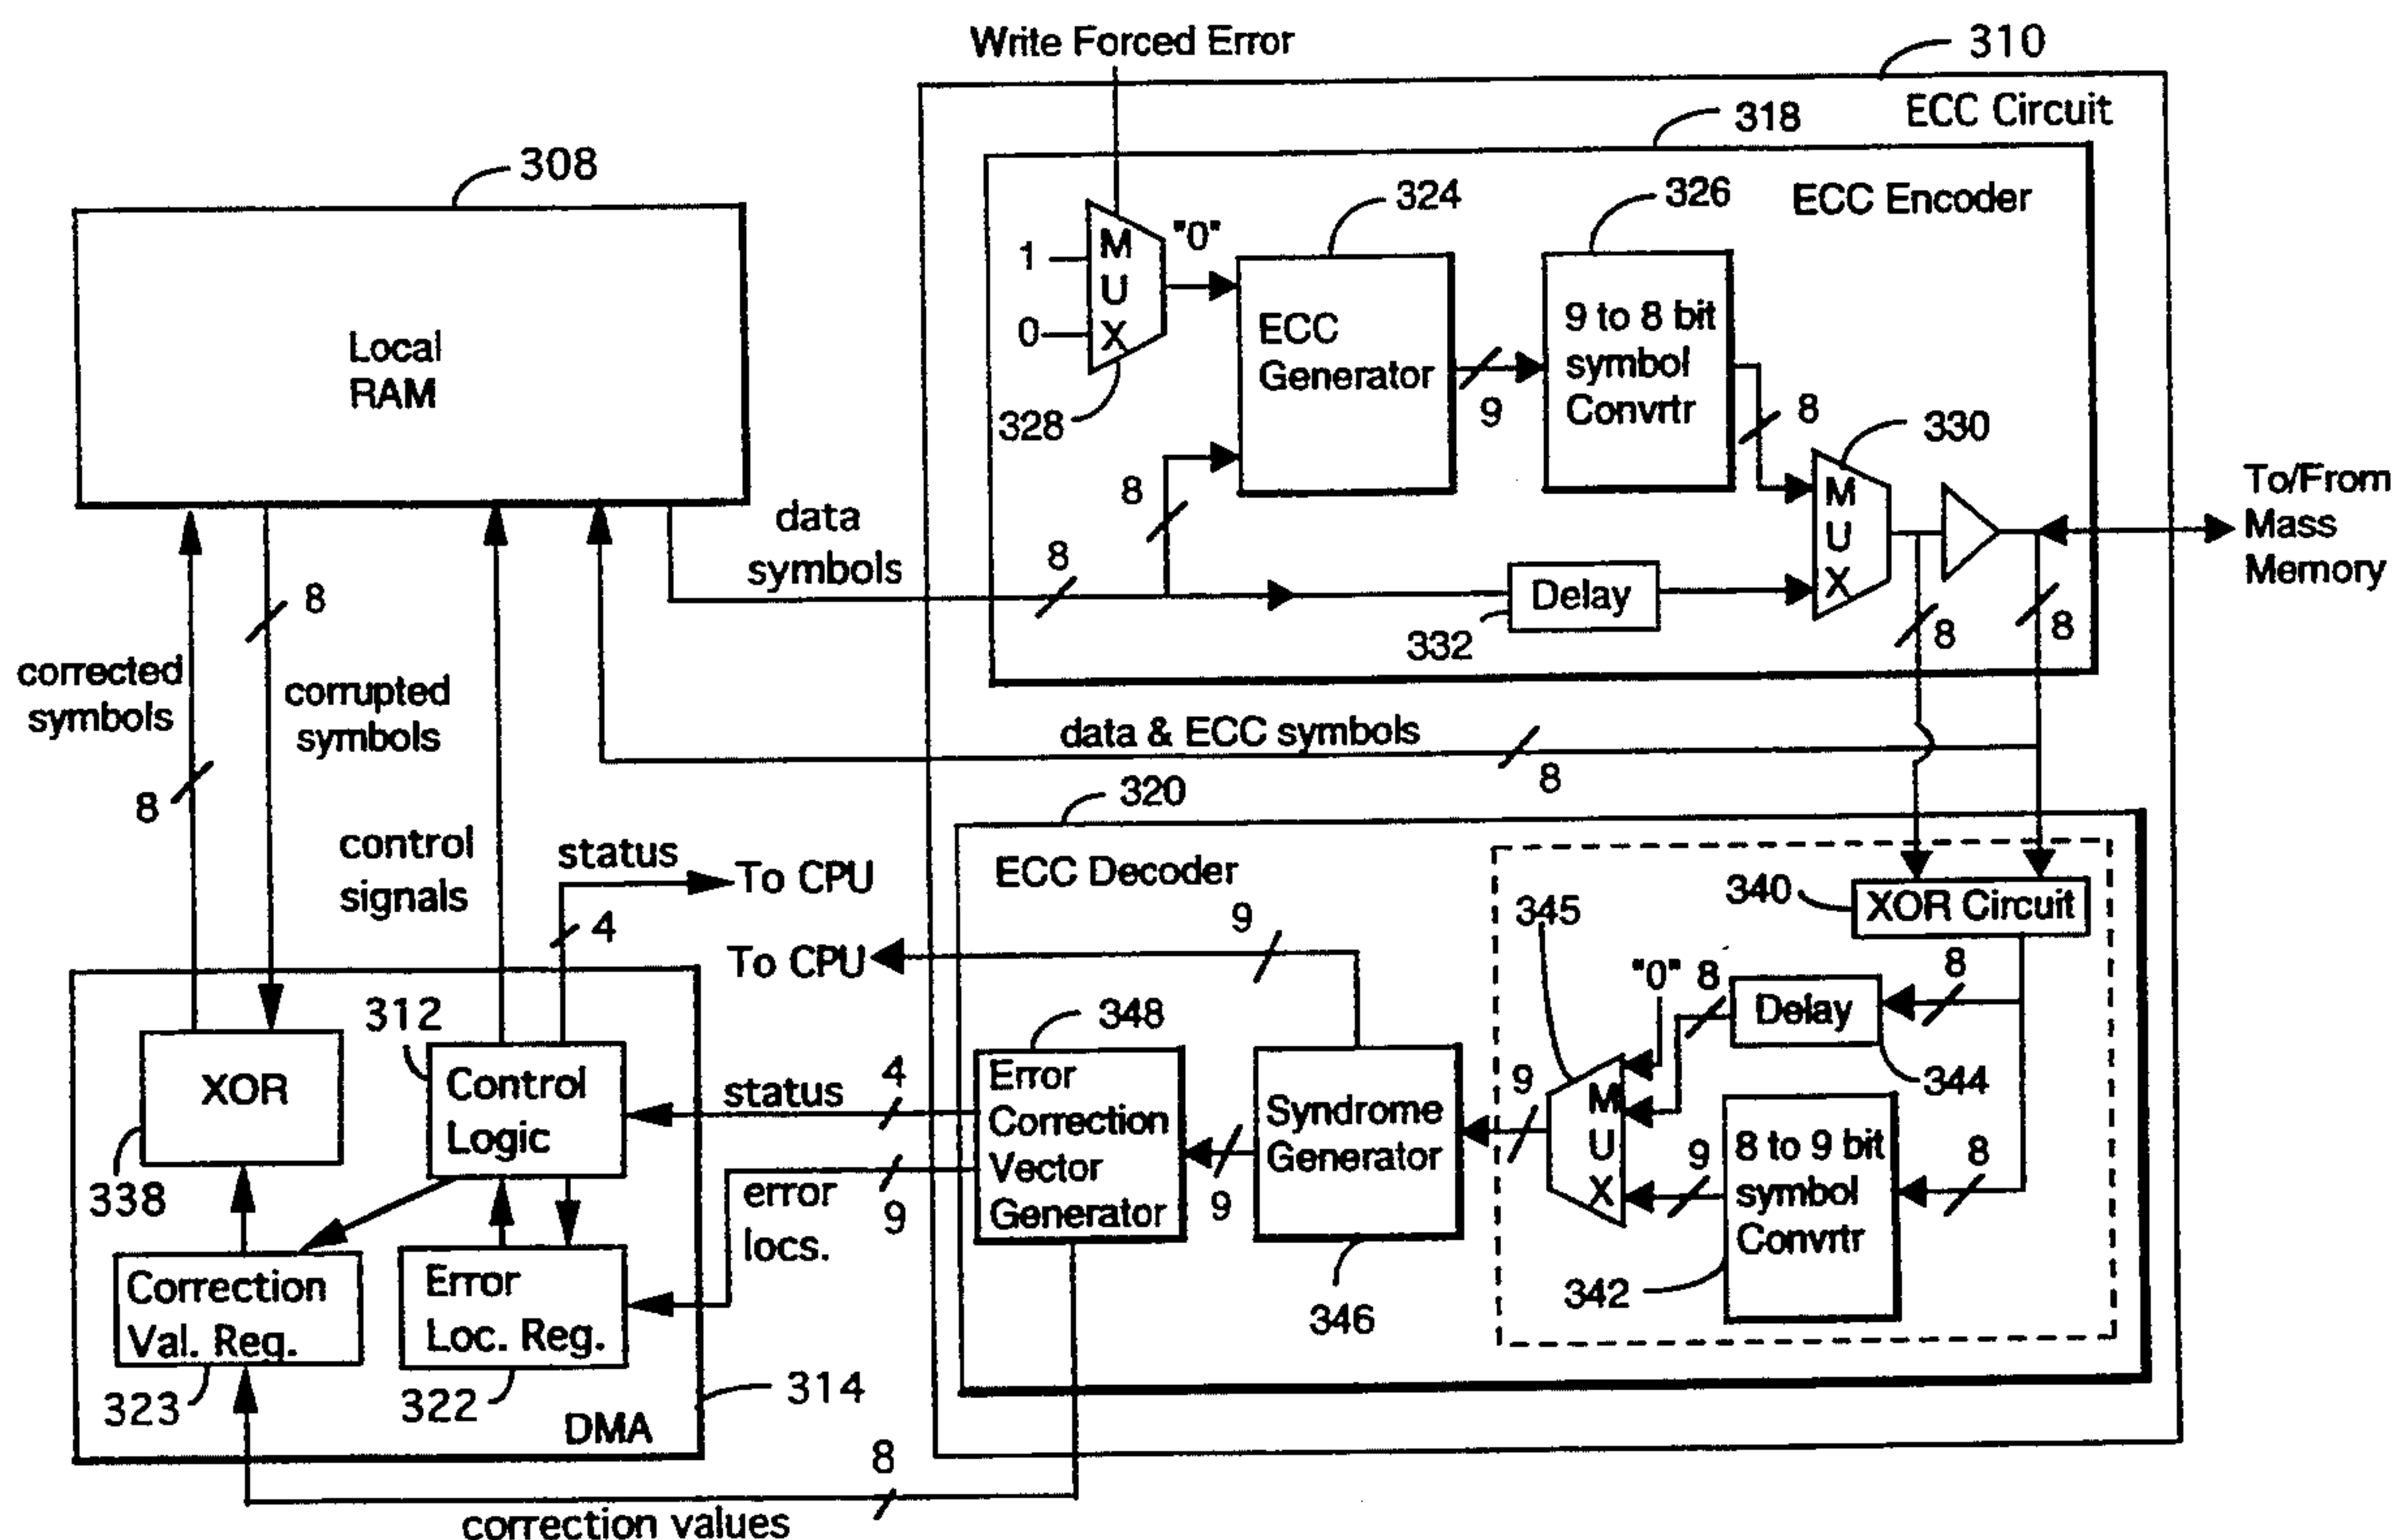 Write Forced Error
310
ECC Circuit
318
308
324
326
ECC Encoder
"0"
1
M
U
X
0
Local
RAM
ECC
Generator
9 to 8 bit
symbol
Convrtr
9
8
328
330
8
M
U
X
To/From
Mass
Memory
data
symbols
8
Delay
332
8
8
8
corrected
symbols
corrupted
symbols
data & ECC symbols
8
320
8
control
signals
status
To CPU
4
ECC Decoder
340
XOR Circuit
345
9
To CPU
"0"
8
8
Delay
344
312
348
XOR
Control
Logic
status
4
Error
Correction
Vector
Generator
9
Syndrome
Generator
9
M
U
X
9
8 to 9 bit
symbol
Convrtr
8
338
error
locs.
9
342
346
Correction
Val. Reg.
Error
Loc. Reg.
323
322
314
DMA
8
correction values